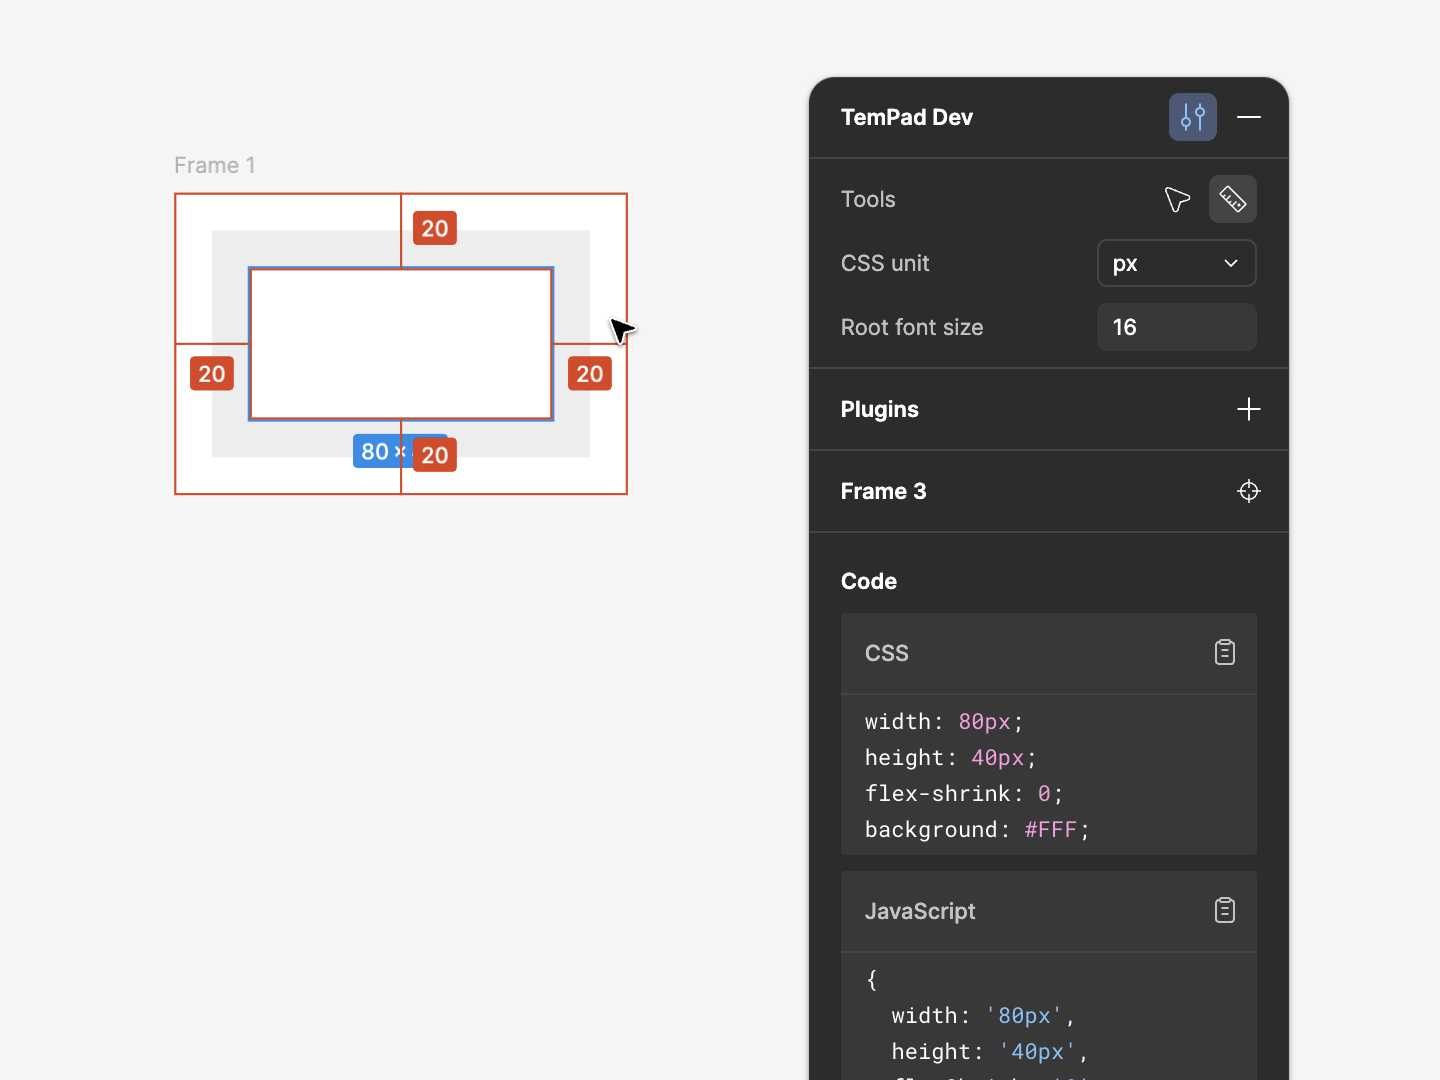 Frame 1
20
20
20
80 ×
20
TemPad Dev
Tools
CSS unit
px
Root font size
16
Plugins
Frame 3
Code
CSS
width: 80px;
height: 40px;
flex-shrink: 0;
background: #FFF;
JavaScript
{
width: '80px',
height: '40px',